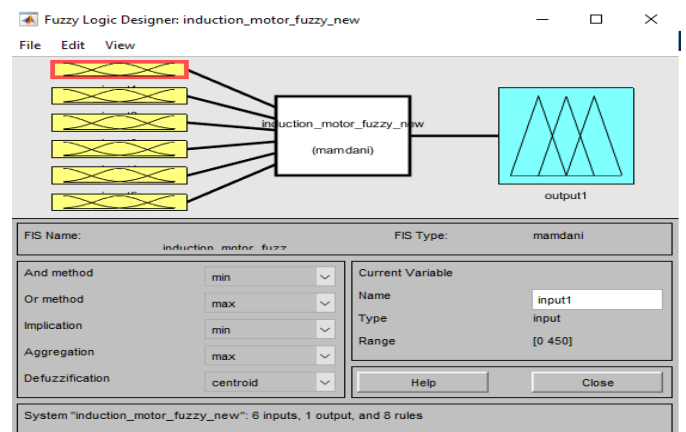 Fuzzy Logic Designer: induction_motor_fuzzy_new
File Edit View
induction_motor_fuzzy_new
(mamdani)
output1
FIS Name:
induction_motor_fuzz
FIS Type:
mamdani
And method
min
Or method
max
Implication
min
Aggregation
max
Defuzzification
centroid
Current Variable
Name
input1
Type
input
Range
[0 450]
Help
Close
System "induction_motor_fuzzy_new": 6 inputs, 1 output, and 8 rules